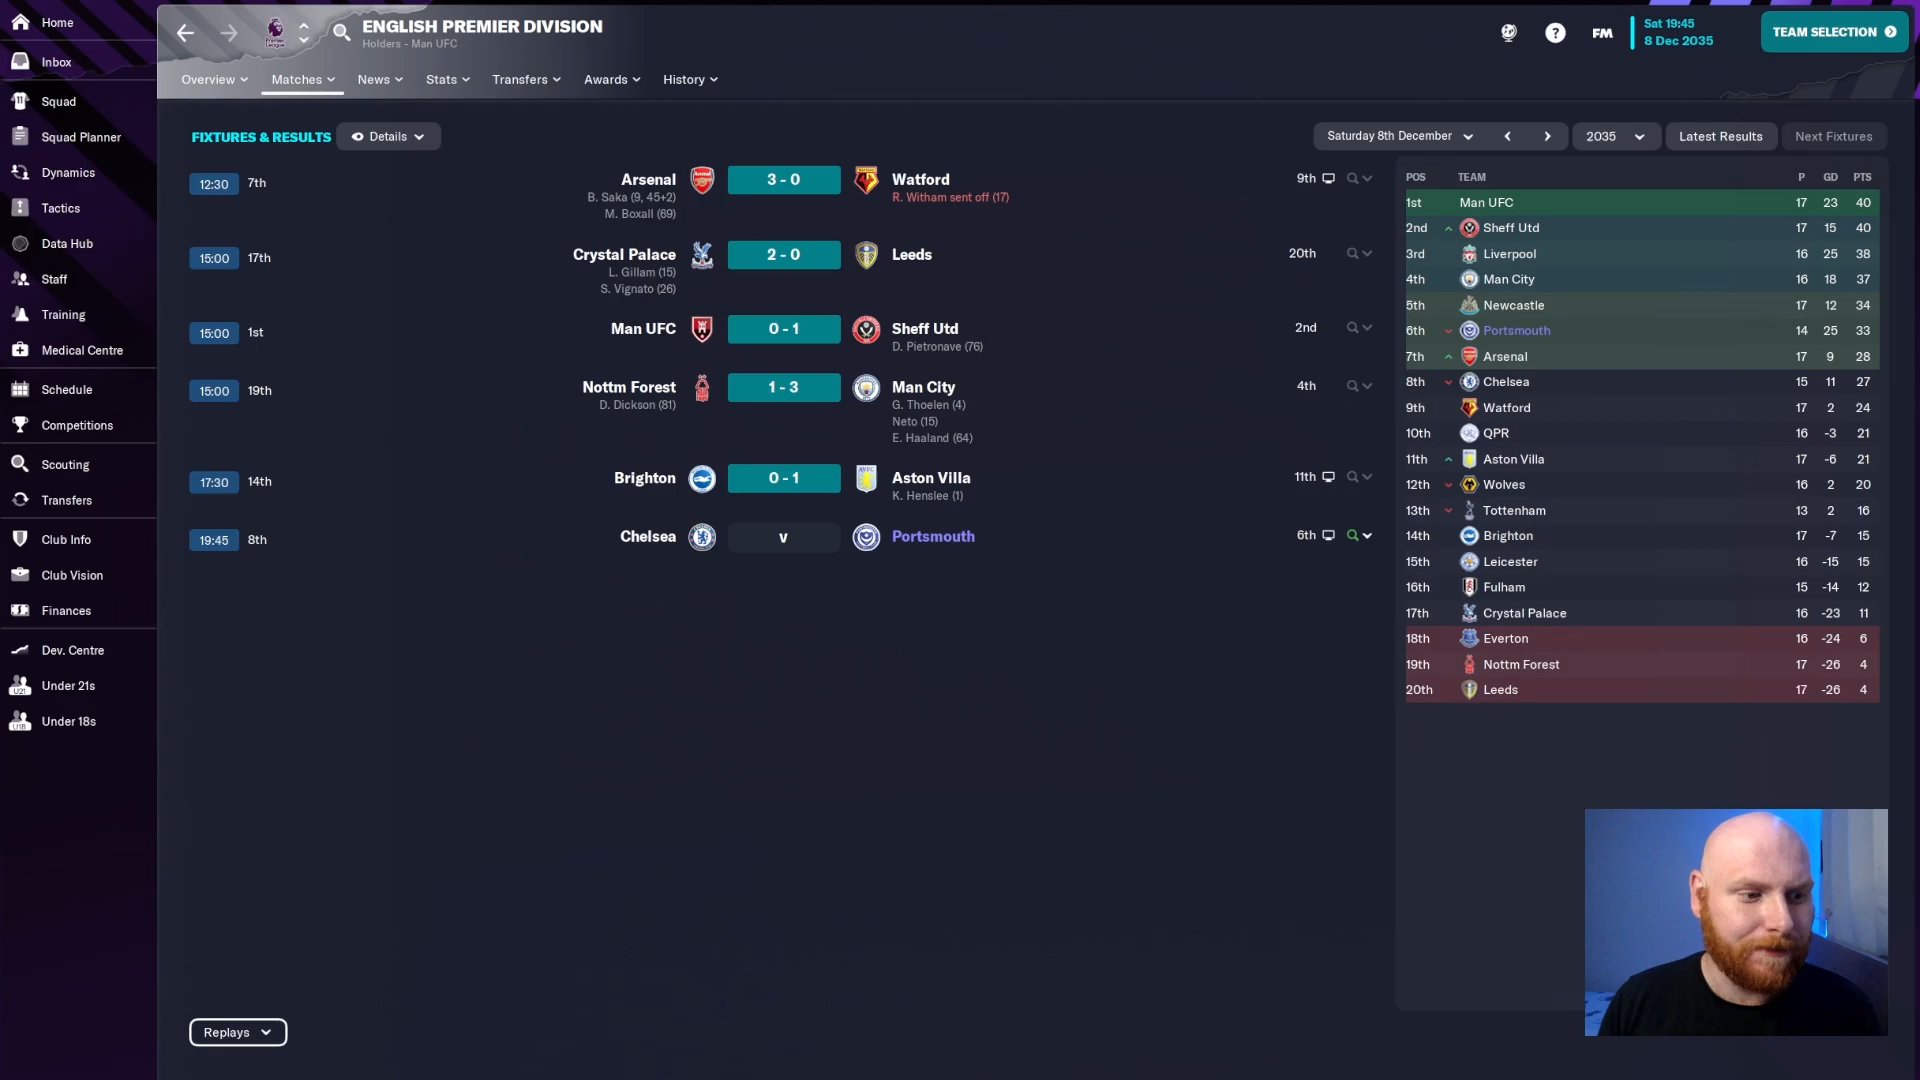 Home
Inbox
Squad
Squad Planner
Dynamics
Tactics
Data Hub
Staff
Training
Medical Centre
Schedule
Competitions
Scouting
Transfers
Club Info
Club Vision
Finances
Dev. Centre
Under 21s
Under 18s
ENGLISH PREMIER DIVISION
Holders - Man UFC
FM
Sat 19:45
8 Dec 2035
TEAM SELECTION
Overview Matches News Stats Transfers Awards History
FIXTURES & RESULTS Details
Saturday 8th December 2035 Latest Results Next Fixtures
12:30 7th Arsenal 3 - 0 Watford 9th
B. Saka (9, 45+2) R. Witham sent off (17)
M. Boxall (69)
15:00 17th Crystal Palace 2 - 0 Leeds 20th
L. Gillam (15)
S. Vignato (26)
15:00 1st Man UFC 0 - 1 Sheff Utd 2nd
D. Pietronave (76)
15:00 19th Nottm Forest 1 - 3 Man City 4th
D. Dickson (81) G. Thoelen (4)
Neto (15)
E. Haaland (64)
17:30 14th Brighton 0 - 1 Aston Villa 11th
K. Henslee (1)
19:45 8th Chelsea v Portsmouth 6th
POS TEAM P GD PTS
1st Man UFC 17 23 40
2nd Sheff Utd 17 15 40
3rd Liverpool 16 25 38
4th Man City 16 18 37
5th Newcastle 17 12 34
6th Portsmouth 14 25 33
7th Arsenal 17 9 28
8th Chelsea 15 11 27
9th Watford 17 2 24
10th QPR 16 -3 21
11th Aston Villa 17 -6 21
12th Wolves 16 2 20
13th Tottenham 13 2 16
14th Brighton 17 -7 15
15th Leicester 16 -15 15
16th Fulham 15 -14 12
17th Crystal Palace 16 -23 11
18th Everton 16 -24 6
19th Nottm Forest 17 -26 4
20th Leeds 17 -26 4
Replays